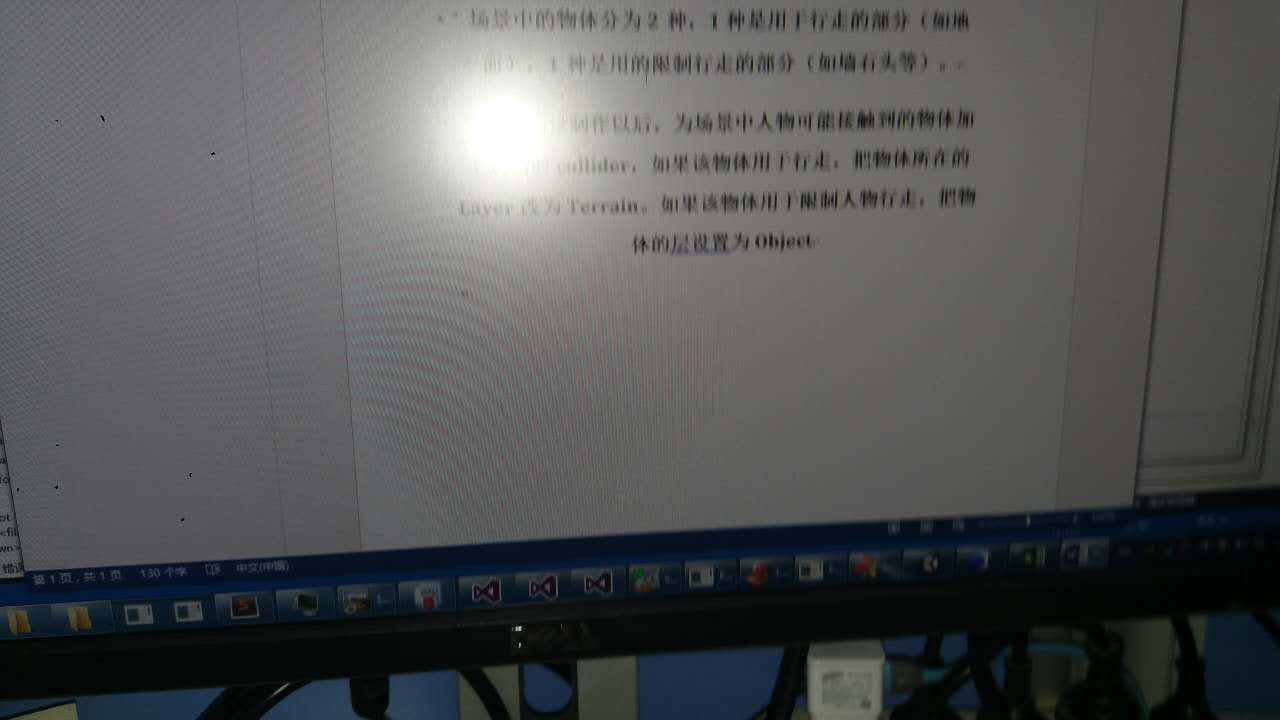 场景中的物体分为 2 种，1 种是用于行走的部分（如地
面），1 种是用的限制行走的部分（如墙石头等）。
制作以后，为场景中人物可能接触到的物体加
collider，如果该物体用于行走，把物体所在的
Layer 改为 Terrain。如果该物体用于限制人物行走，把物
体的层设置为 Object
第 1 页，共 1 页 130 个字 中文(中国)